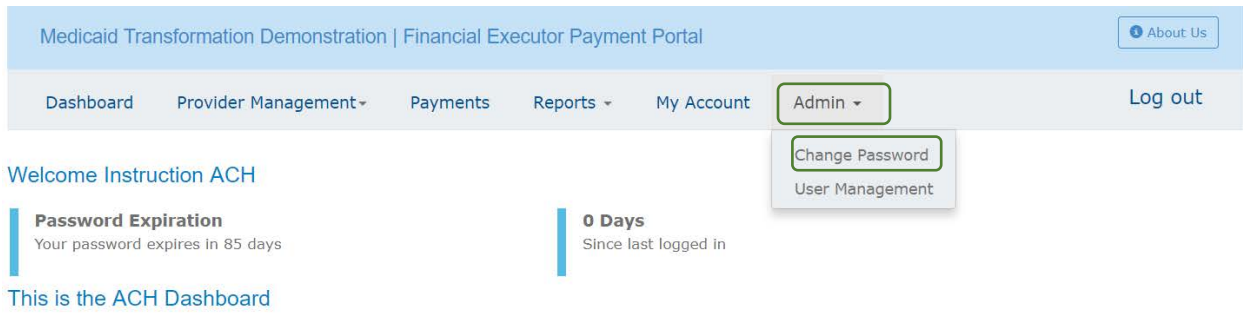 Medicaid Transformation Demonstration | Financial Executor Payment Portal
About Us
Dashboard Provider Management Payments Reports My Account Admin Log out
Change Password
User Management
Welcome Instruction ACH
Password Expiration
Your password expires in 85 days
0 Days
Since last logged in
This is the ACH Dashboard